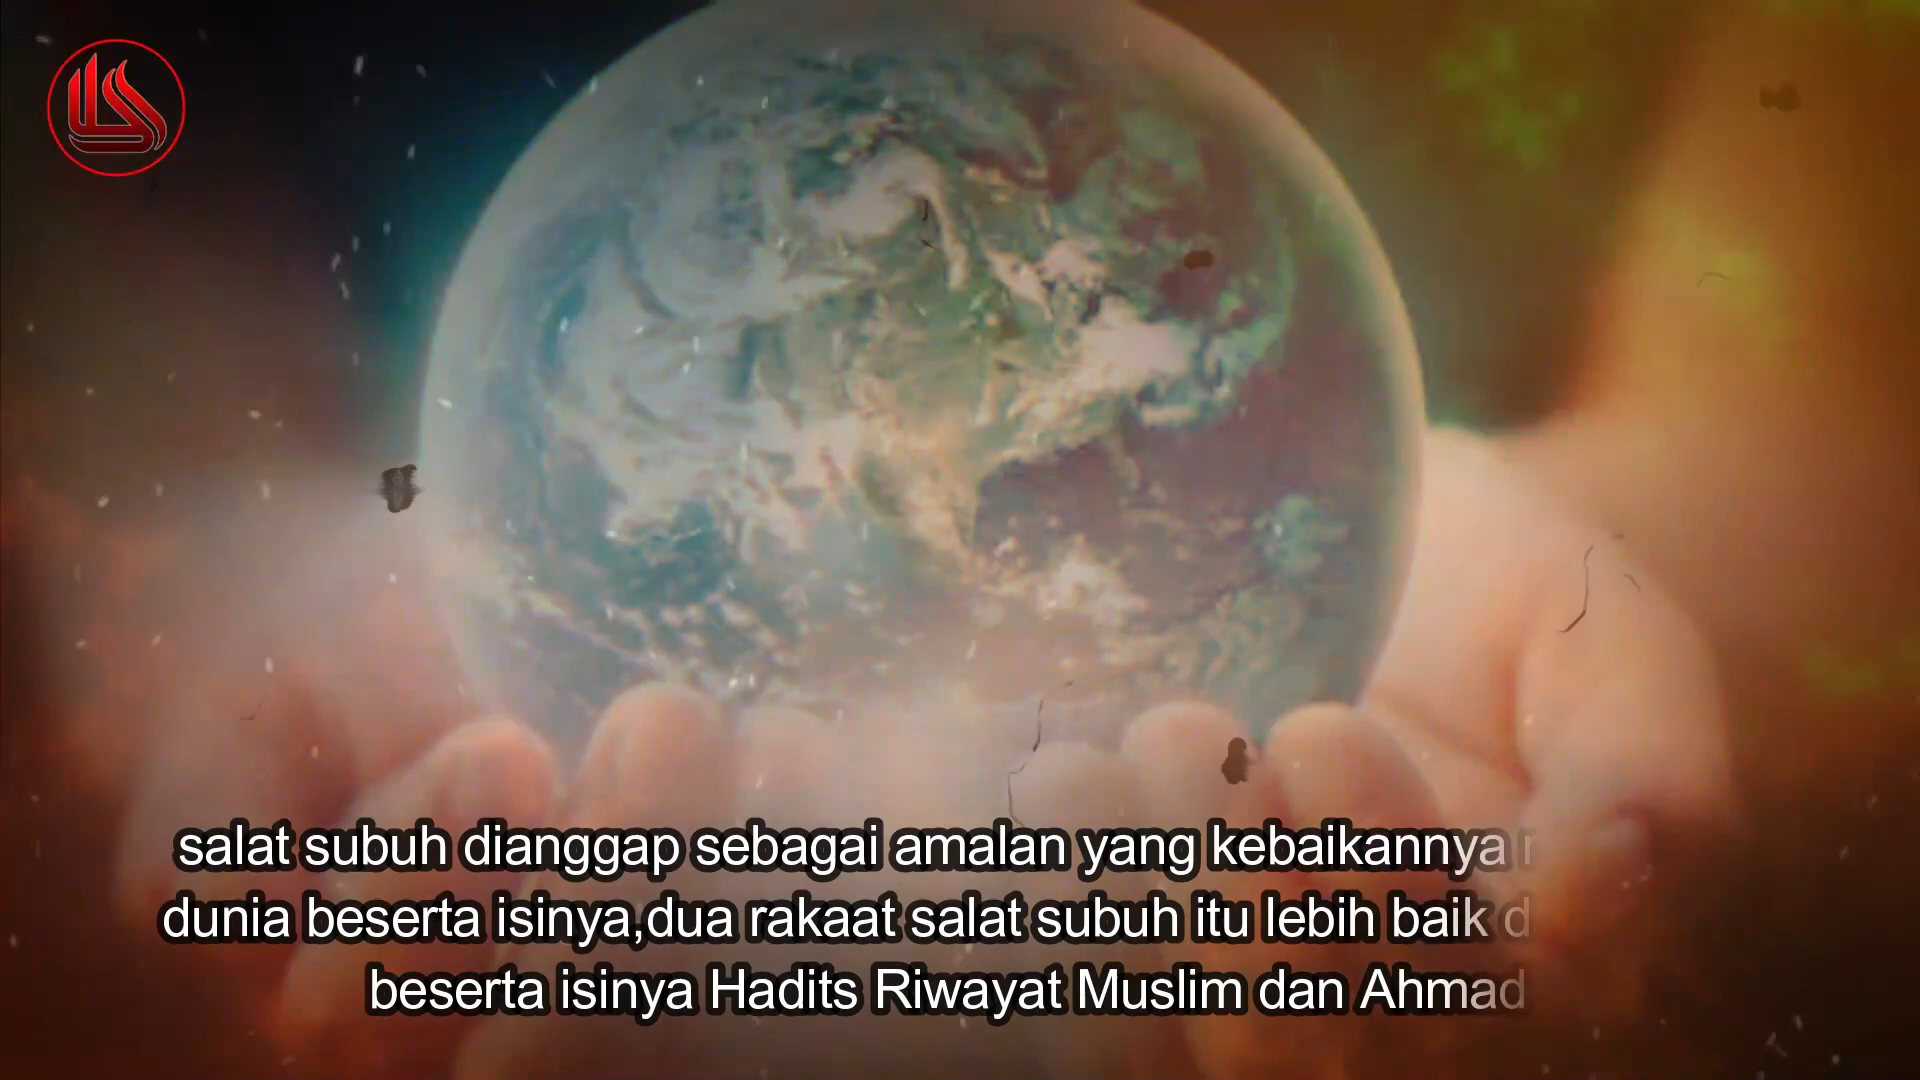 salat subuh dianggap sebagai amalan yang kebaikannya
dunia beserta isinya,dua rakaat salat subuh itu lebih baik
beserta isinya Hadits Riwayat Muslim dan Ahmad